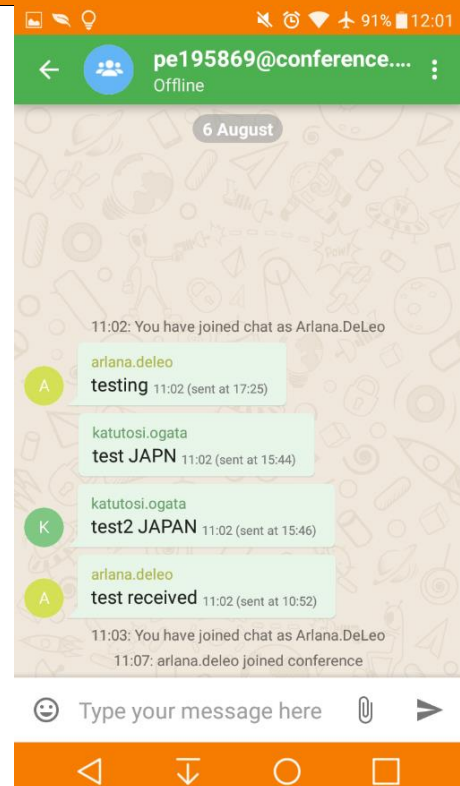 91% 12:01
pe195869@conference....
Offline
6 August
11:02: You have joined chat as Arlana.DeLeo
arlana.deleo
A
testing 11:02 (sent at 17:25)
katutosi.ogata
test JAPN 11:02 (sent at 15:44)
katutosi.ogata
K
test2 JAPAN 11:02 (sent at 15:46)
arlana.deleo
A
test received 11:02 (sent at 10:52)
11:03: You have joined chat as Arlana.DeLeo
11:07: arlana.deleo joined conference
Type your message here